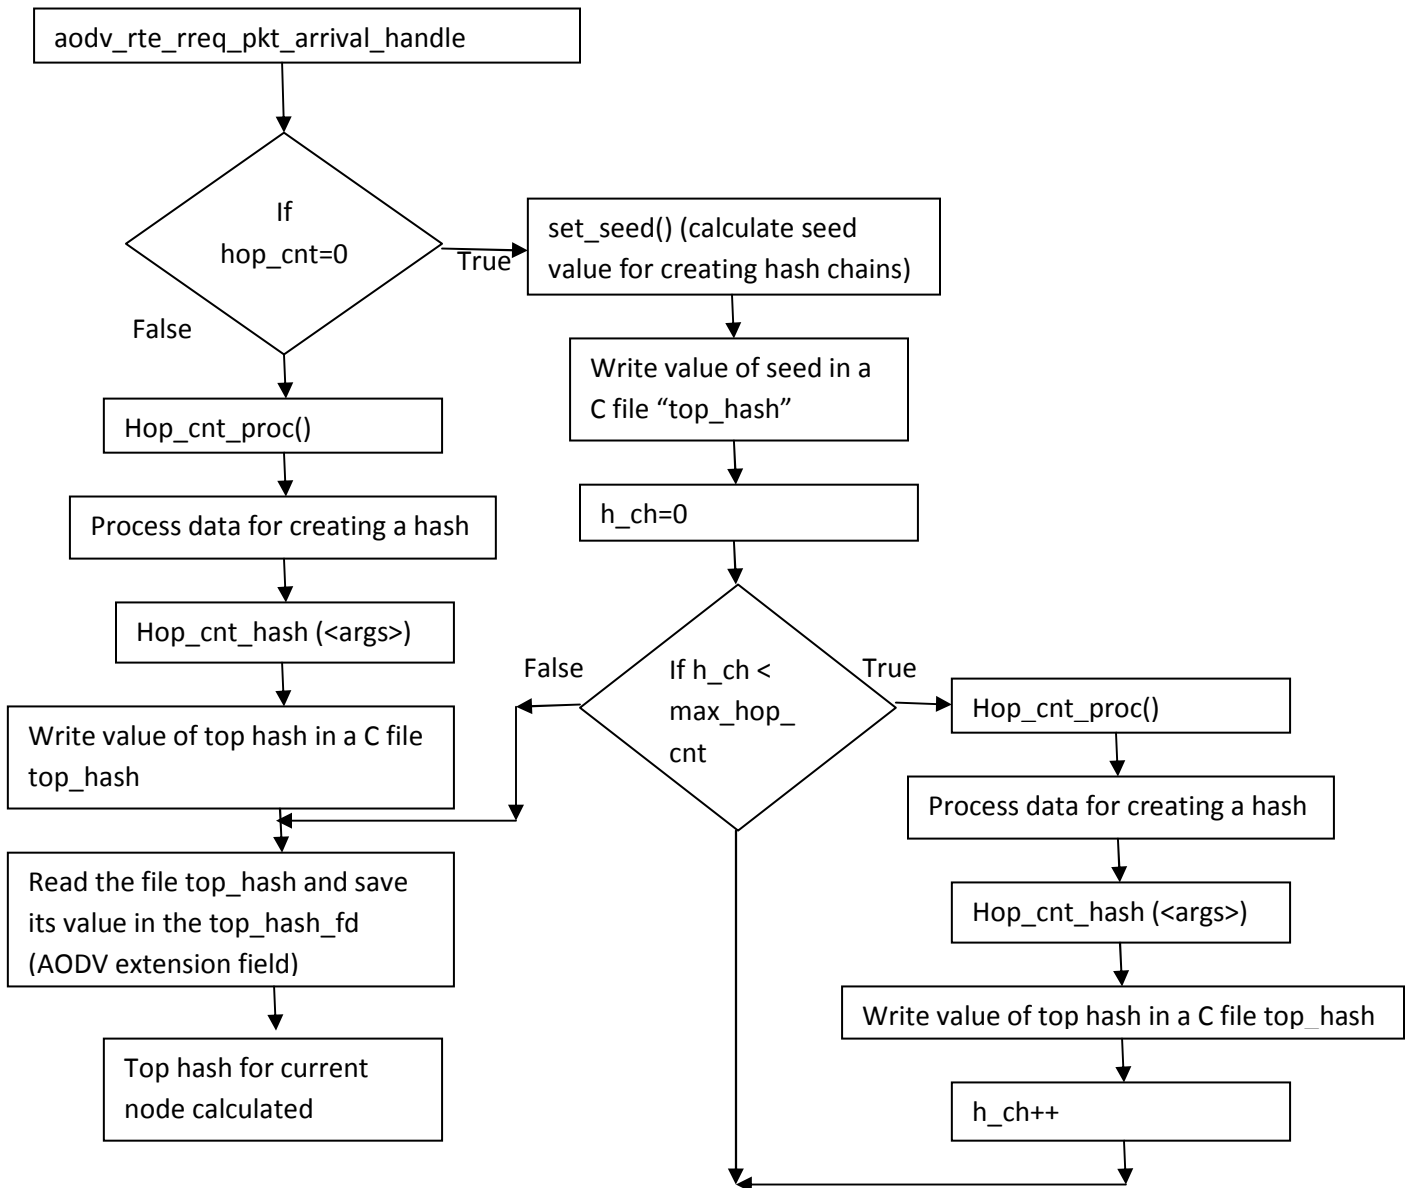 aodv_rte_rreq_pkt_arrival_handle
If
hop_cnt=0
True
False
set_seed() (calculate seed
value for creating hash chains)
Write value of seed in a
C file “top_hash”
h_ch=0
Hop_cnt_proc()
Process data for creating a hash
Hop_cnt_hash (<args>)
Write value of top hash in a C file
top_hash
Read the file top_hash and save
its value in the top_hash_fd
(AODV extension field)
Top hash for current
node calculated
False
If h_ch <
max_hop_
cnt
True
Hop_cnt_proc()
Process data for creating a hash
Hop_cnt_hash (<args>)
Write value of top hash in a C file top_hash
h_ch++